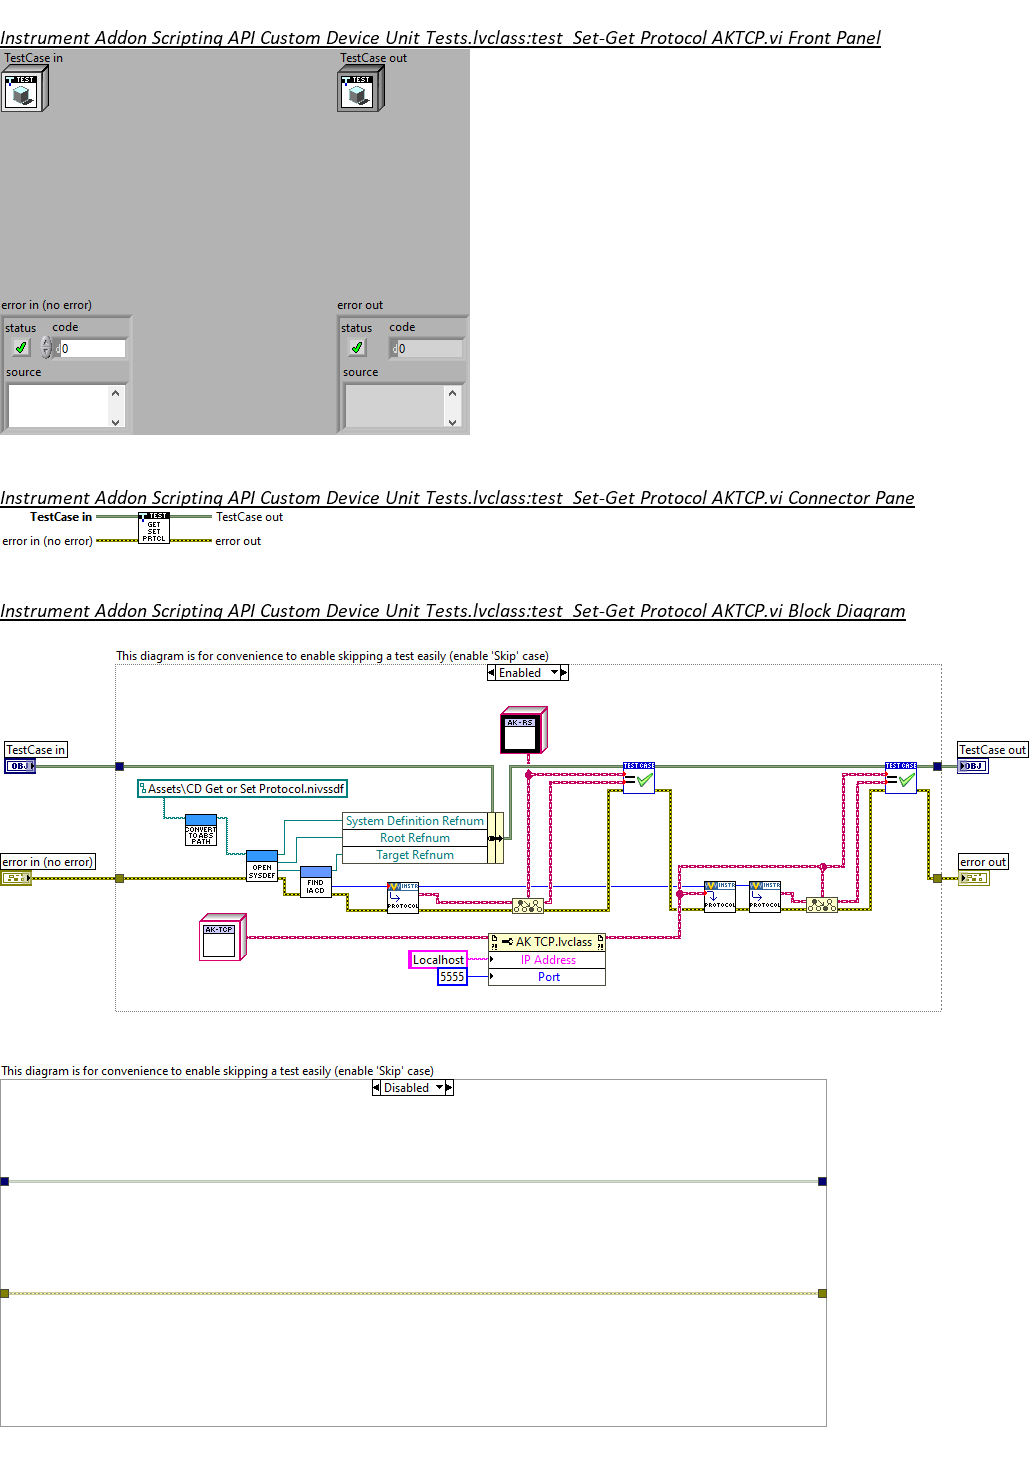 Instrument Addon Scripting API Custom Device Unit Tests.lvclass:test Set-Get Protocol AKTCP.vi Front Panel
TestCase in
TestCase out
TEST
TEST
error in (no error)
error out
status code
status code
d 0
d 0
source
source
Instrument Addon Scripting API Custom Device Unit Tests.lvclass:test Set-Get Protocol AKTCP.vi Connector Pane
TestCase in
TEST
GET
SET
PRTCL
TestCase out
error in (no error)
error out
Instrument Addon Scripting API Custom Device Unit Tests.lvclass:test Set-Get Protocol AKTCP.vi Block Diagram
This diagram is for convenience to enable skipping a test easily (enable 'Skip' case)
Enabled
AK-RS
TestCase in
OBJ
TESTCASE
TESTCASE
TestCase out
OBJ
Assets\CD Get or Set Protocol.nivssdf
CONVERT
TO ABS
PATH
System Definition Refnum
Root Refnum
Target Refnum
error in (no error)
OPEN
SYSDEF
FIND
IACD
INSTR
PROTOCOL
INSTR
PROTOCOL
INSTR
PROTOCOL
error out
AK-TCP
AK TCP.lvclass
Localhost
IP Address
5555
Port
This diagram is for convenience to enable skipping a test easily (enable 'Skip' case)
Disabled